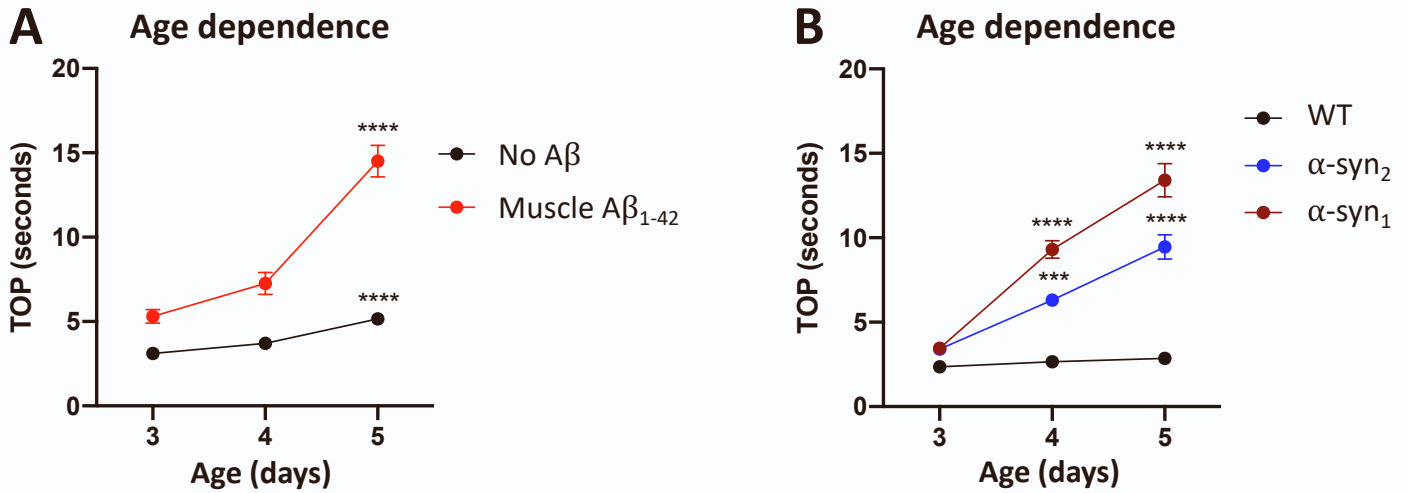 A
Age dependence
TOP (seconds)
20
15
10
5
0
****
****
3
4
5
Age (days)
No Aβ
Muscle Aβ₁₋₄₂
B
Age dependence
TOP (seconds)
20
15
10
5
0
****
****
****
***
3
4
5
Age (days)
WT
α-syn₂
α-syn₁